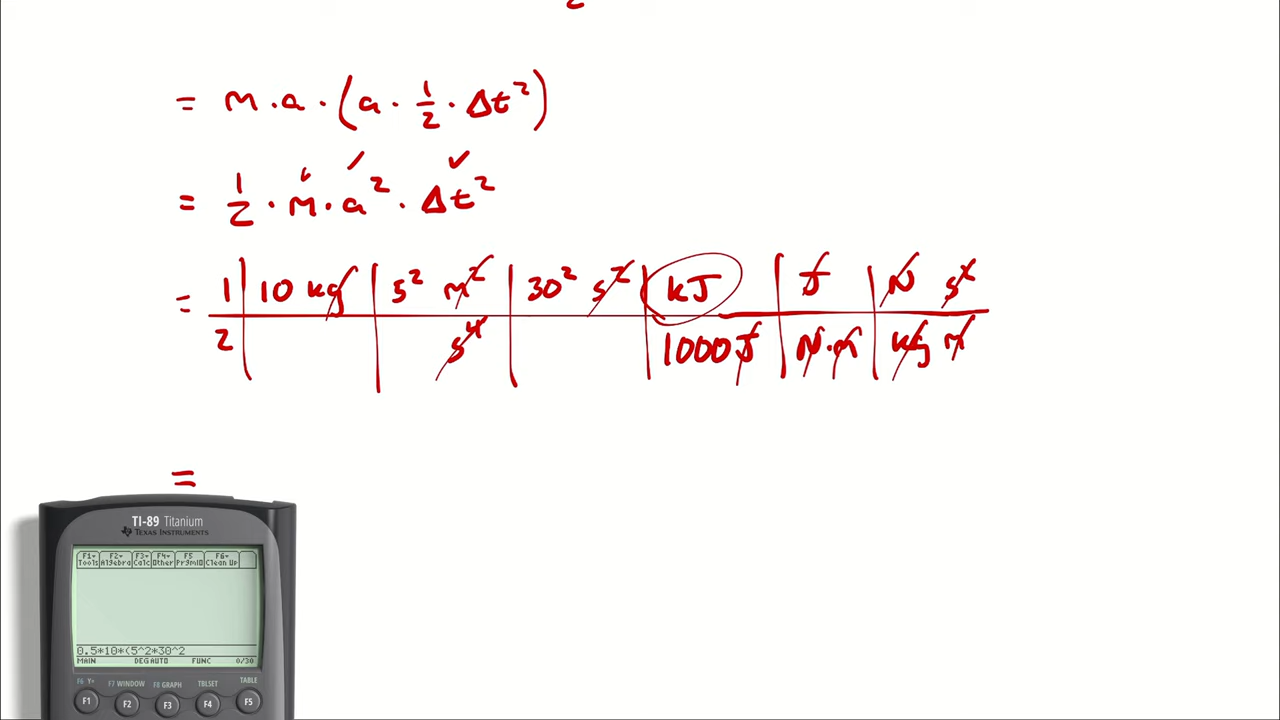 2
= m · a · (a · 1/2 · Δt²)
= 1/2 · m · a² · Δt²
= 1 | 10 kg | 5² m² | 30² s² | kJ | J | N s²
2 | | s⁴ | | 1000 J | N·m | kg m
=
TI-89 Titanium
TEXAS INSTRUMENTS
F1 F2 F3 F4 F5 F6
Tools Algebra Calc Other PrgmIO Clean Up
0.5*10*(5^2*30^2
MAIN DEG AUTO FUNC 0/30
F6 Y= F7 WINDOW F8 GRAPH TBLSET TABLE
F1 F2 F3 F4 F5